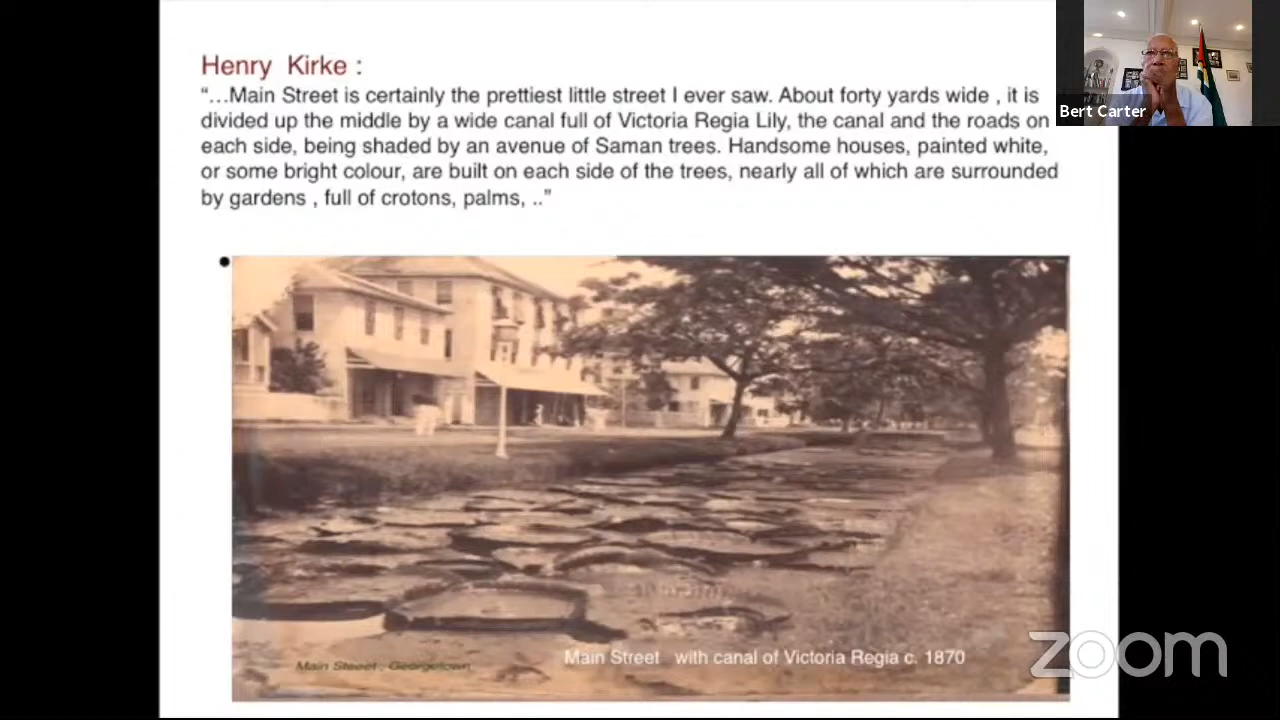 Henry Kirke :
“...Main Street is certainly the prettiest little street I ever saw. About forty yards wide , it is
divided up the middle by a wide canal full of Victoria Regia Lily, the canal and the roads on
each side, being shaded by an avenue of Saman trees. Handsome houses, painted white,
or some bright colour, are built on each side of the trees, nearly all of which are surrounded
by gardens , full of crotons, palms, ..”
Bert Carter
Main Steeet , Georgetown.
Main Street with canal of Victoria Regia c. 1870
zoom